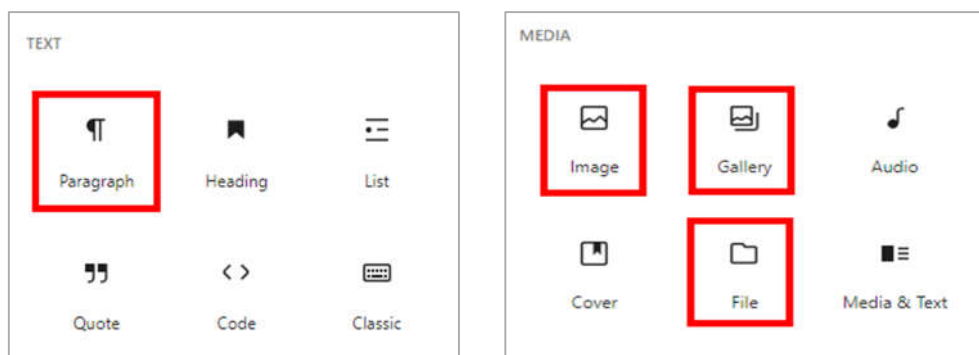 TEXT
Paragraph Heading List
Quote Code Classic
MEDIA
Image Gallery Audio
Cover File Media & Text